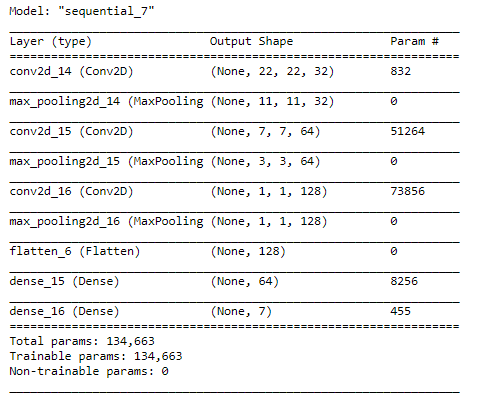 Model: "sequential_7"
Layer (type) Output Shape Param #
conv2d_14 (Conv2D) (None, 22, 22, 32) 832
max_pooling2d_14 (MaxPooling (None, 11, 11, 32) 0
conv2d_15 (Conv2D) (None, 7, 7, 64) 51264
max_pooling2d_15 (MaxPooling (None, 3, 3, 64) 0
conv2d_16 (Conv2D) (None, 1, 1, 128) 73856
max_pooling2d_16 (MaxPooling (None, 1, 1, 128) 0
flatten_6 (Flatten) (None, 128) 0
dense_15 (Dense) (None, 64) 8256
dense_16 (Dense) (None, 7) 455
Total params: 134,663
Trainable params: 134,663
Non-trainable params: 0